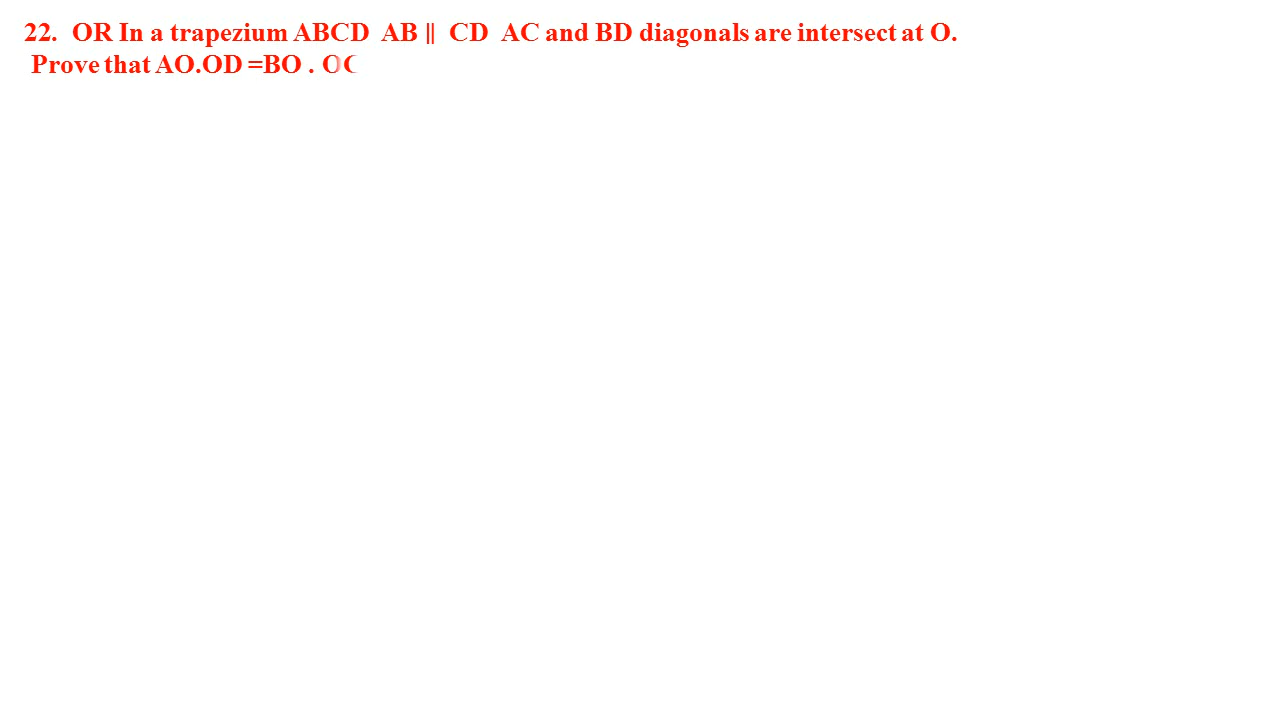 22. OR In a trapezium ABCD AB || CD AC and BD diagonals are intersect at O.
Prove that AO.OD =BO . OC